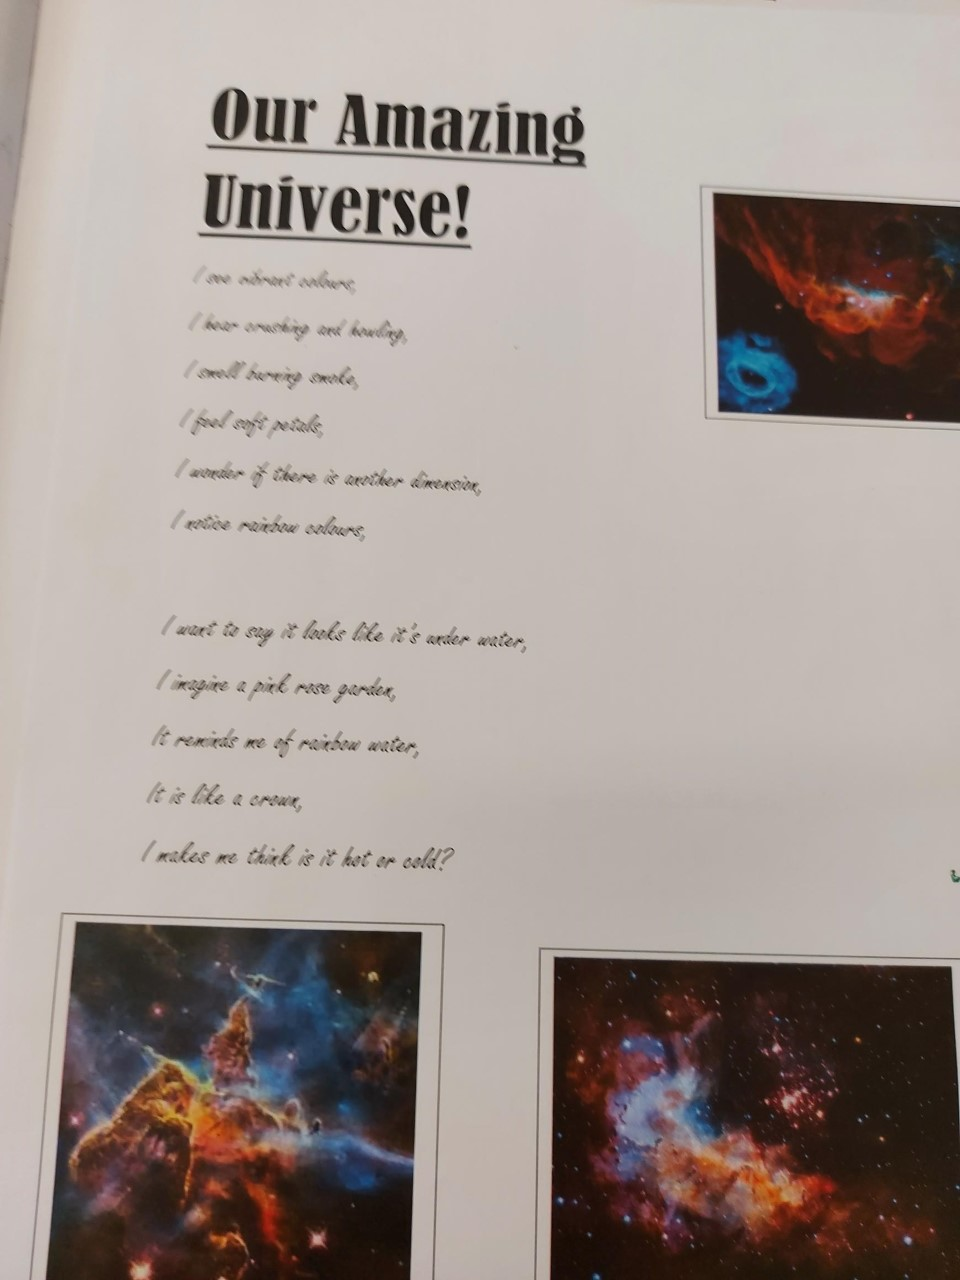 Our Amazing
Universe!
I see vibrant colours,
I hear crashing and howling,
I smell burning smoke,
I feel soft petals,
I wonder if there is another dimension,
I notice rainbow colours,
I want to say it looks like it's under water,
I imagine a pink rose garden,
It reminds me of rainbow water,
It is like a crown,
I makes me think is it hot or cold?